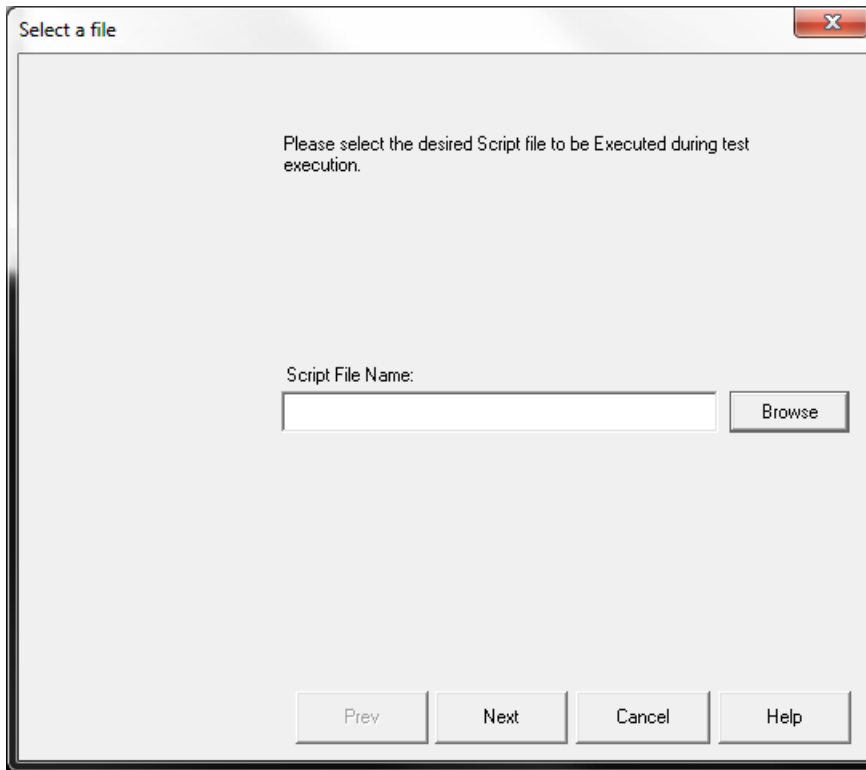 Select a file
Please select the desired Script file to be Executed during test
execution.
Script File Name:
Browse
Prev
Next
Cancel
Help